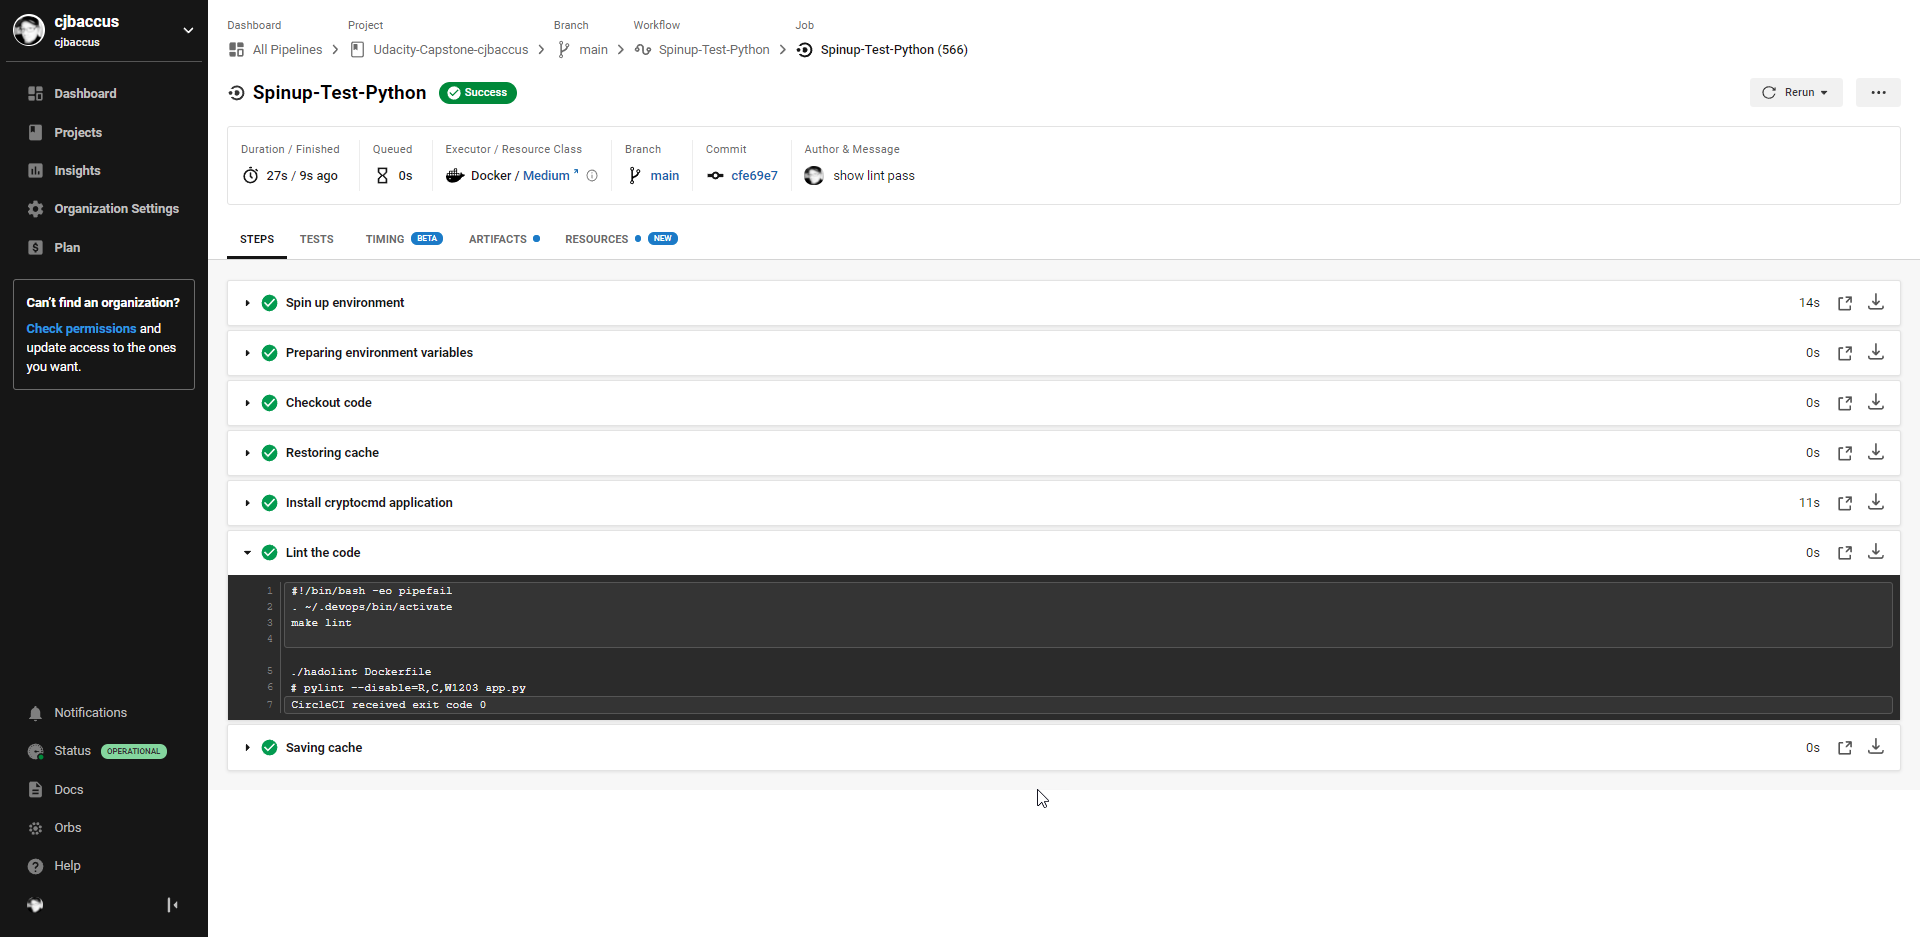 cjbaccus
cjbaccus
Dashboard
Projects
Insights
Organization Settings
Plan
Can't find an organization?
Check permissions and
update access to the ones
you want.
Notifications
Status OPERATIONAL
Docs
Orbs
Help
Dashboard Project Branch Workflow Job
All Pipelines Udacity-Capstone-cjbaccus main Spinup-Test-Python Spinup-Test-Python (566)
Spinup-Test-Python Success
Rerun
Duration / Finished Queued Executor / Resource Class Branch Commit Author & Message
27s / 9s ago 0s Docker / Medium main cfe69e7 show lint pass
STEPS TESTS TIMING BETA ARTIFACTS RESOURCES NEW
Spin up environment 14s
Preparing environment variables 0s
Checkout code 0s
Restoring cache 0s
Install cryptocmd application 11s
Lint the code 0s
1 #!/bin/bash -eo pipefail
2 . ~/.devops/bin/activate
3 make lint
4
5 ./hadolint Dockerfile
6 # pylint --disable=R,C,W1203 app.py
7 CircleCI received exit code 0
Saving cache 0s